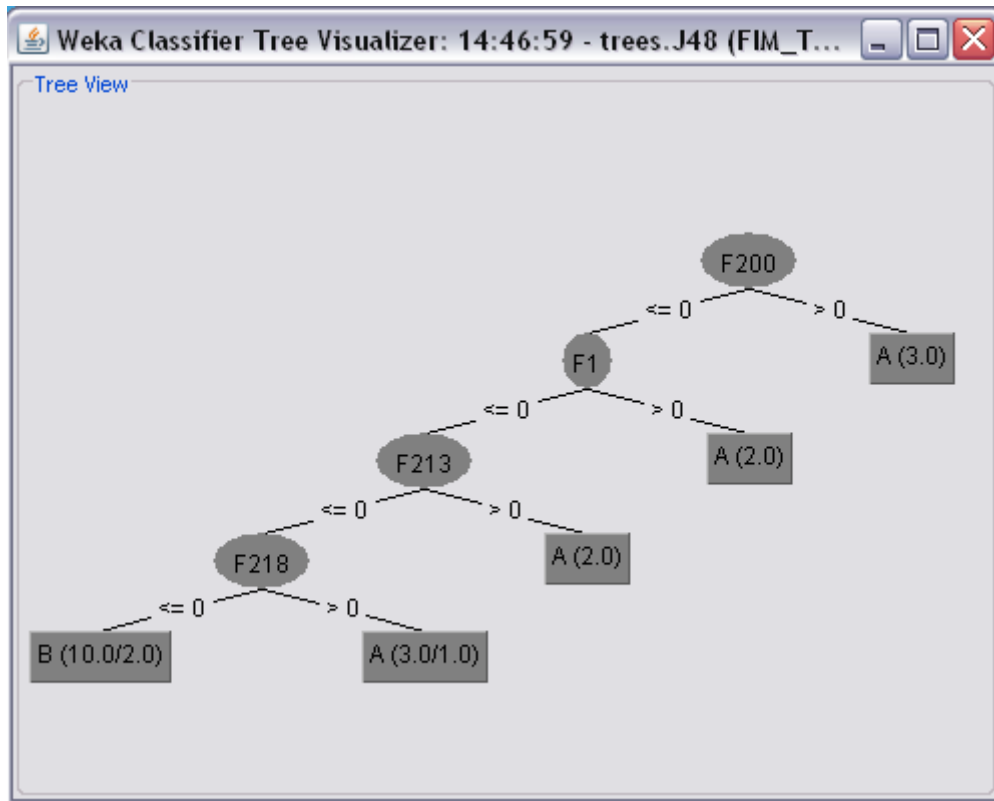 Weka Classifier Tree Visualizer: 14:46:59 - trees.J48 (FIM_T...
Tree View
F200
<= 0 > 0
F1 A (3.0)
<= 0 > 0
F213 A (2.0)
<= 0 > 0
F218 A (2.0)
<= 0 > 0
B (10.0/2.0) A (3.0/1.0)